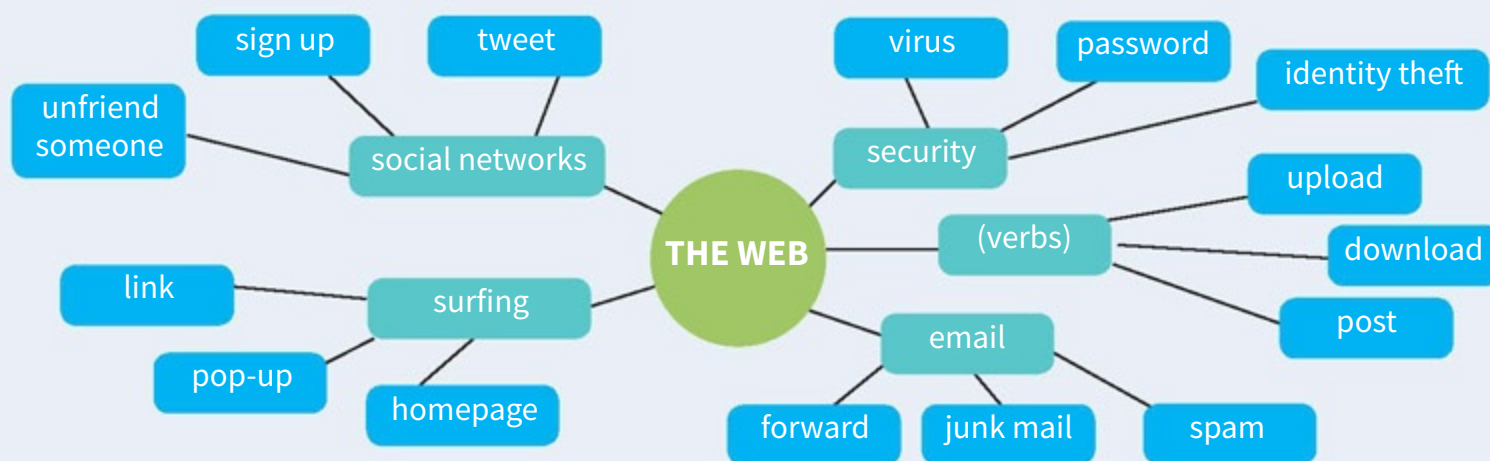 sign up
tweet
unfriend
someone
social networks
virus
password
identity theft
security
upload
(verbs)
download
post
THE WEB
link
surfing
pop-up
homepage
email
forward
junk mail
spam